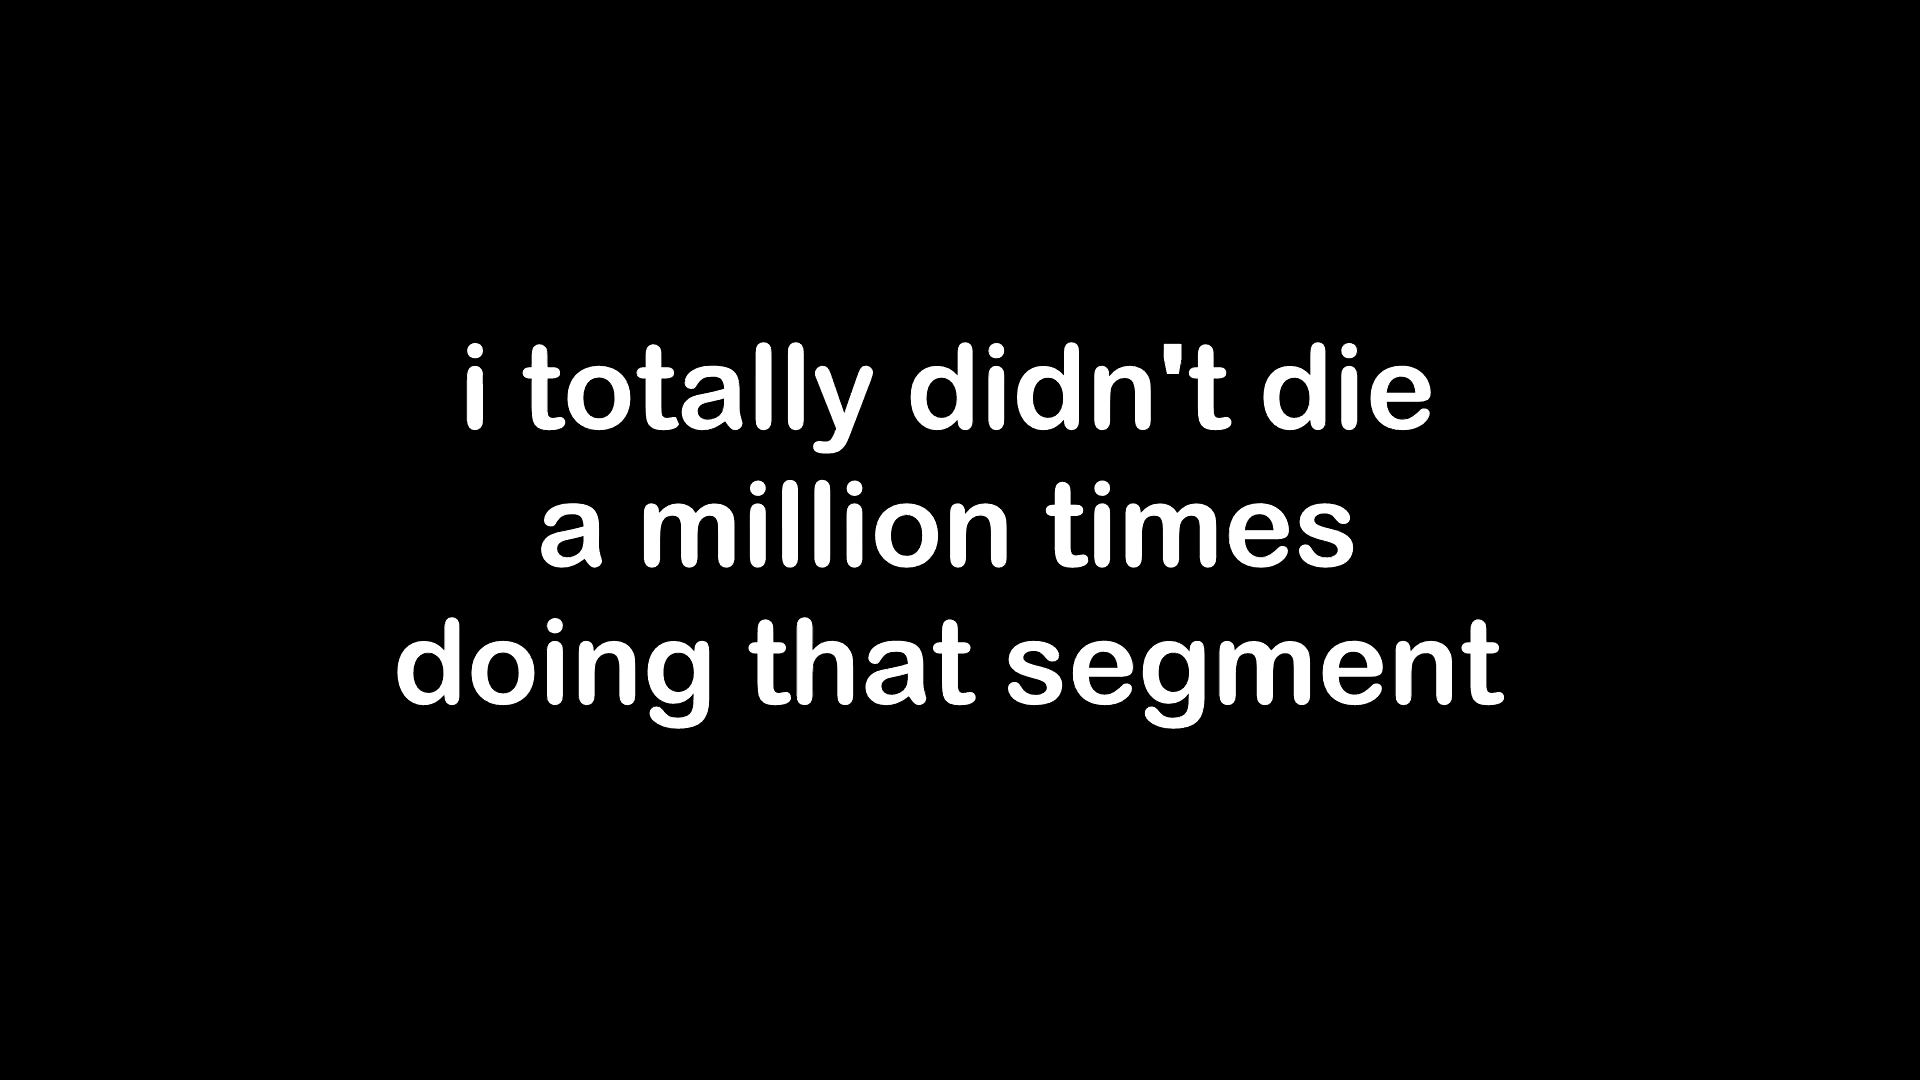 i totally didn't die
a million times
doing that segment